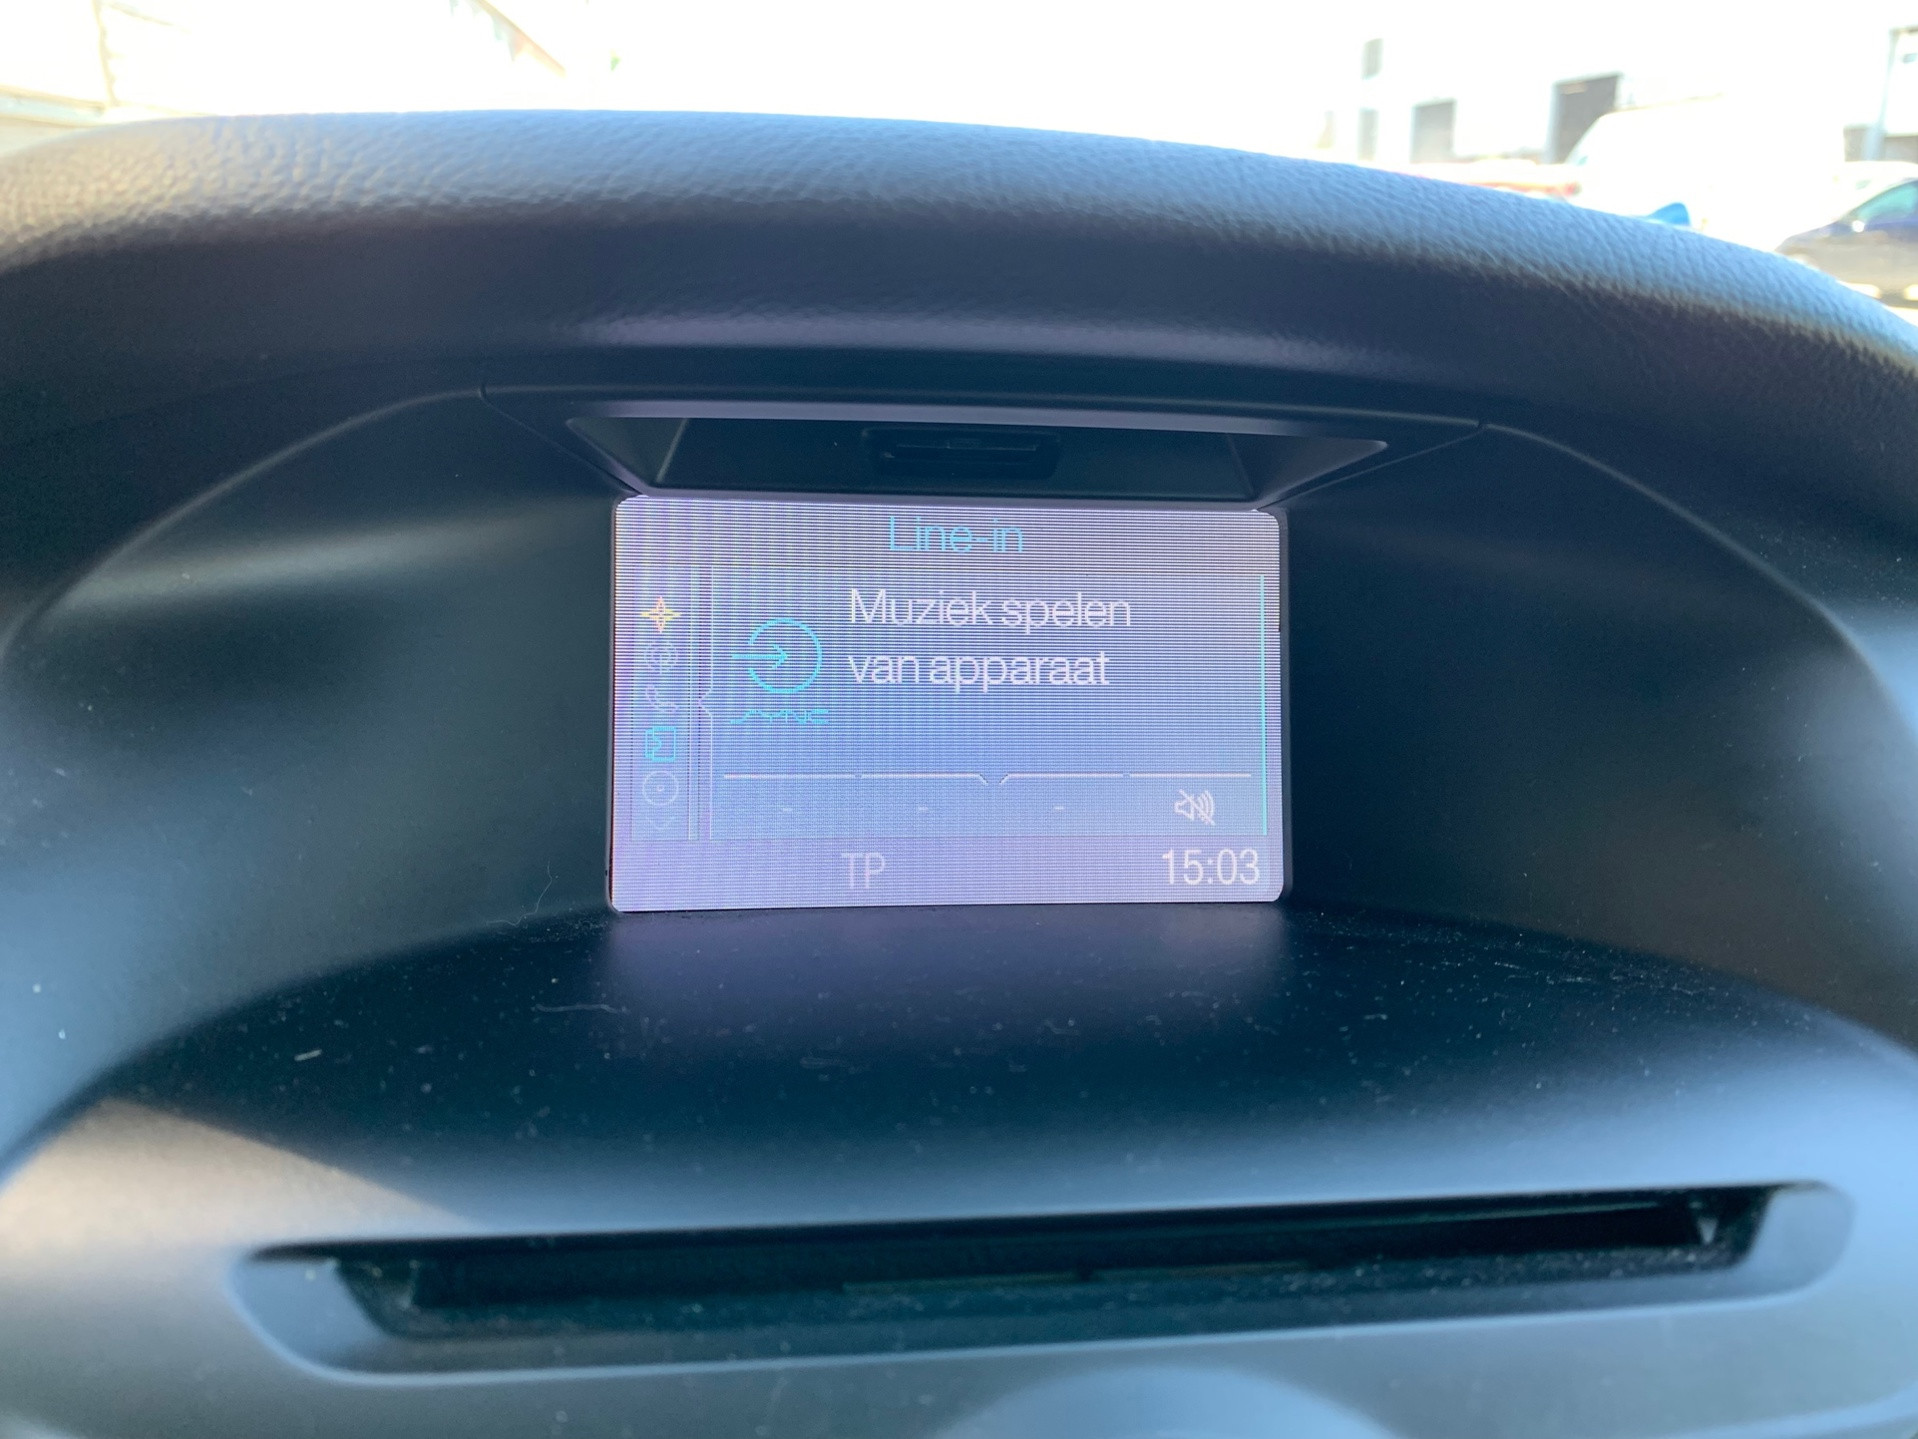 Line-in
Muziek spelen
van apparaat
SYNC
TP
15:03